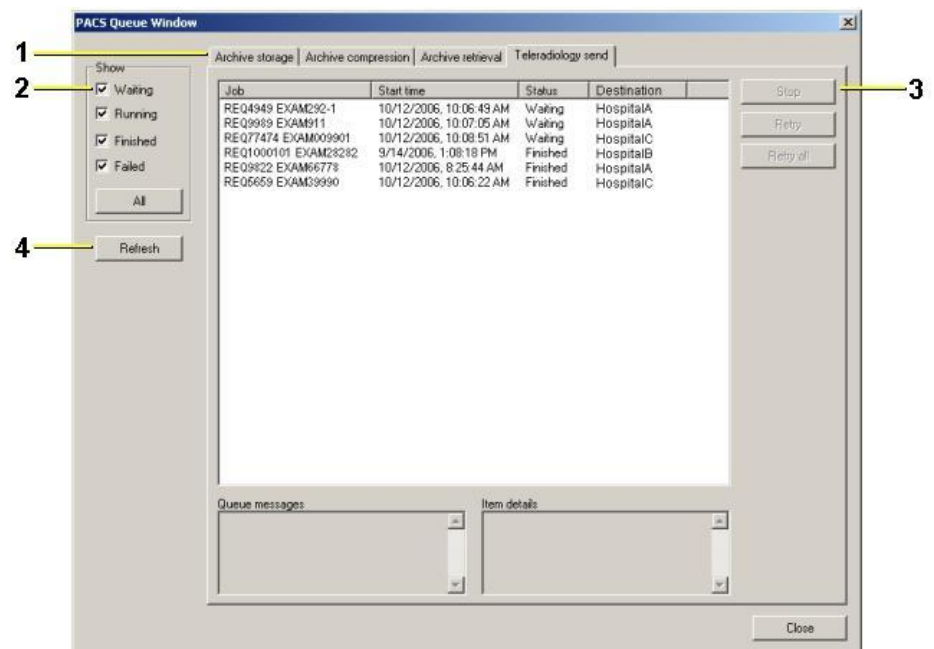 PACS Queue Window
1
Archive storage Archive compression Archive retrieval Teleradiology send
Show
2
Waiting
Running
Finished
Failed
All
4
Refresh
Job Start time Status Destination
REQ4949 EXAM292-1 10/12/2006, 10:06:49 AM Waiting HospitalA
REQ9989 EXAM911 10/12/2006, 10:07:05 AM Waiting HospitalA
REQ77474 EXAM009901 10/12/2006, 10:08:51 AM Waiting HospitalC
REQ1000101 EXAM28282 9/14/2006, 1:08:18 PM Finished HospitalB
REQ9822 EXAM66778 10/12/2006, 8:25:44 AM Finished HospitalA
REQ5659 EXAM39990 10/12/2006, 10:06:22 AM Finished HospitalC
Stop
3
Retry
Retry all
Queue messages Item details
Close